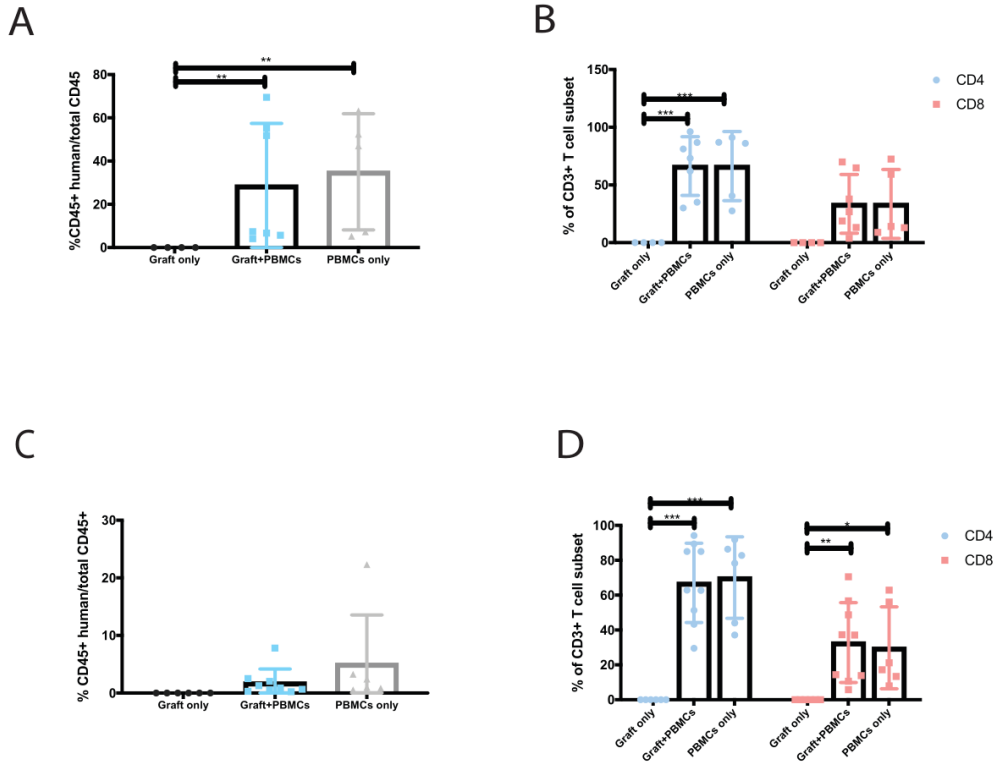 A
%CD45+ human/total CD45
80
60
40
20
0
**
**
Graft only
Graft+PBMCs
PBMCs only
B
% of CD3+ T cell subset
150
100
50
0
***
***
CD4
CD8
Graft only
Graft+PBMCs
PBMCs only
Graft only
Graft+PBMCs
PBMCs only
C
% CD45+ human/total CD45+
30
20
10
0
Graft only
Graft+PBMCs
PBMCs only
D
% of CD3+ T cell subset
100
80
60
40
20
0
***
***
*
**
CD4
CD8
Graft only
Graft+PBMCs
PBMCs only
Graft only
Graft+PBMCs
PBMCs only